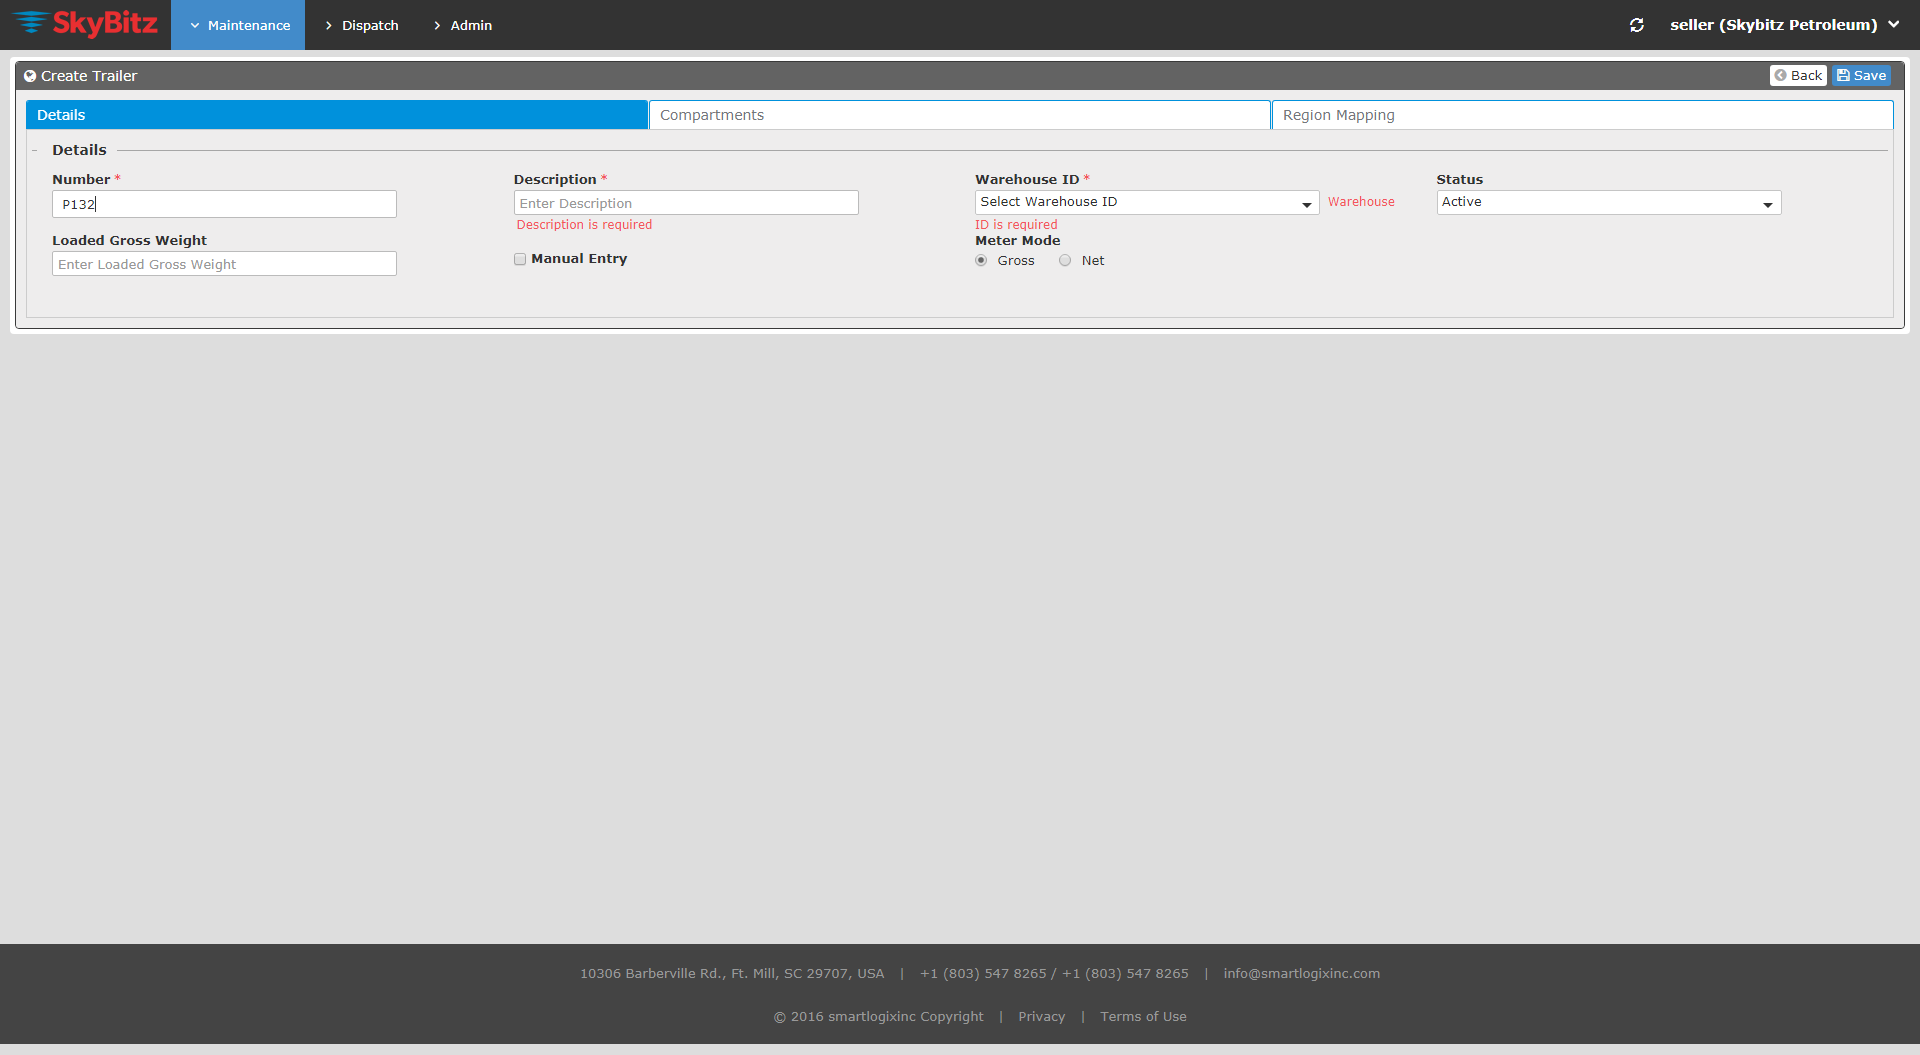 SkyBitz Maintenance Dispatch Admin seller (Skybitz Petroleum)
Create Trailer Back Save
Details Compartments Region Mapping
- Details
Number * Description * Warehouse ID * Status
P132 Enter Description Select Warehouse ID Warehouse Active
Description is required ID is required
Loaded Gross Weight Meter Mode
Enter Loaded Gross Weight Manual Entry Gross Net
10306 Barberville Rd., Ft. Mill, SC 29707, USA | +1 (803) 547 8265 / +1 (803) 547 8265 | info@smartlogixinc.com
© 2016 smartlogixinc Copyright | Privacy | Terms of Use